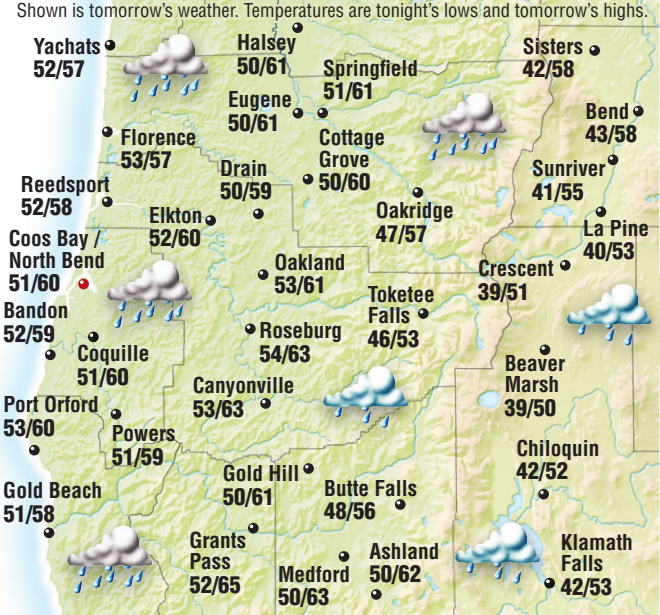 Shown is tomorrow's weather. Temperatures are tonight's lows and tomorrow's highs.
Yachats
52/57
Halsey
50/61
Springfield
51/61
Sisters
42/58
Eugene
50/61
Bend
43/58
Florence
53/57
Cottage
Grove
50/60
Drain
50/59
Sunriver
41/55
Reedsport
52/58
Elkton
52/60
Oakridge
47/57
La Pine
40/53
Coos Bay /
North Bend
51/60
Oakland
53/61
Crescent
39/51
Toketee
Falls
46/53
Bandon
52/59
Roseburg
54/63
Coquille
51/60
Beaver
Marsh
39/50
Canyonville
53/63
Port Orford
53/60
Powers
51/59
Chiloquin
42/52
Gold Hill
50/61
Butte Falls
48/56
Gold Beach
51/58
Grants
Pass
52/65
Medford
50/63
Ashland
50/62
Klamath
Falls
42/53